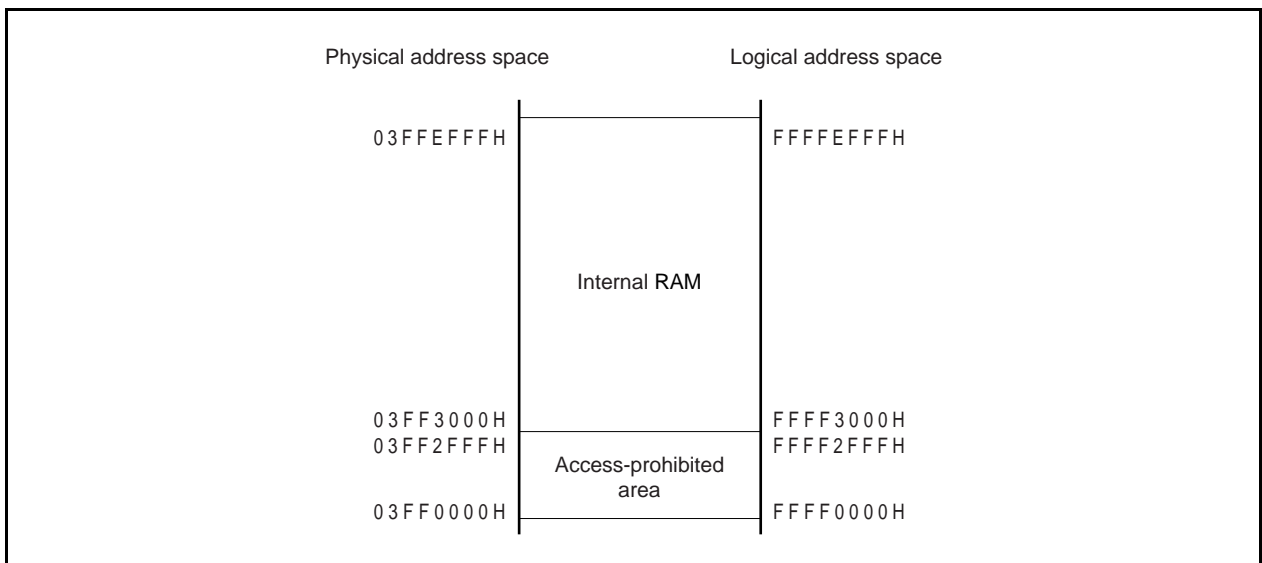 Physical address space Logical address space
03FFEFFFH FFFFEFFFH
Internal RAM
03FF3000H FFFF3000H
03FF2FFFH FFFF2FFFH
Access-prohibited
area
03FF0000H FFFF0000H